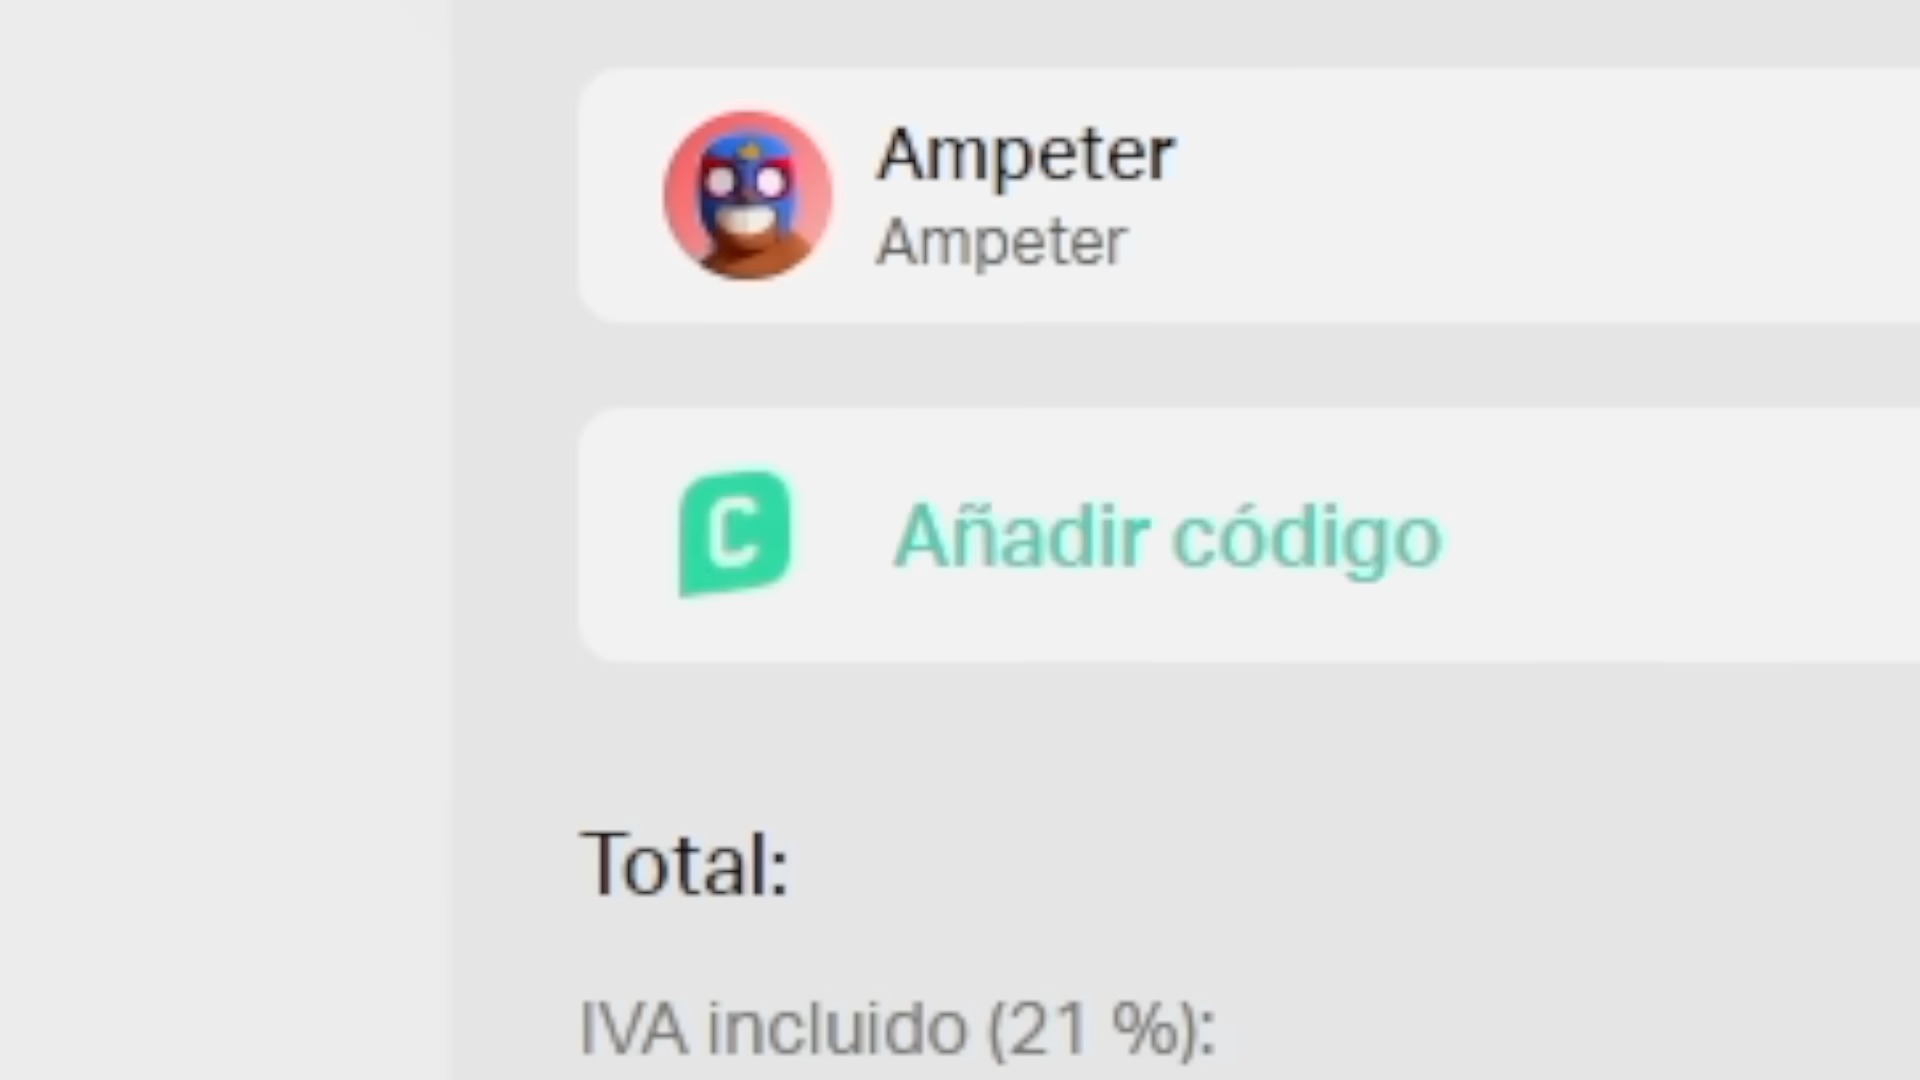 Ampeter
Ampeter
C
Añadir código
Total:
IVA incluido (21 %):